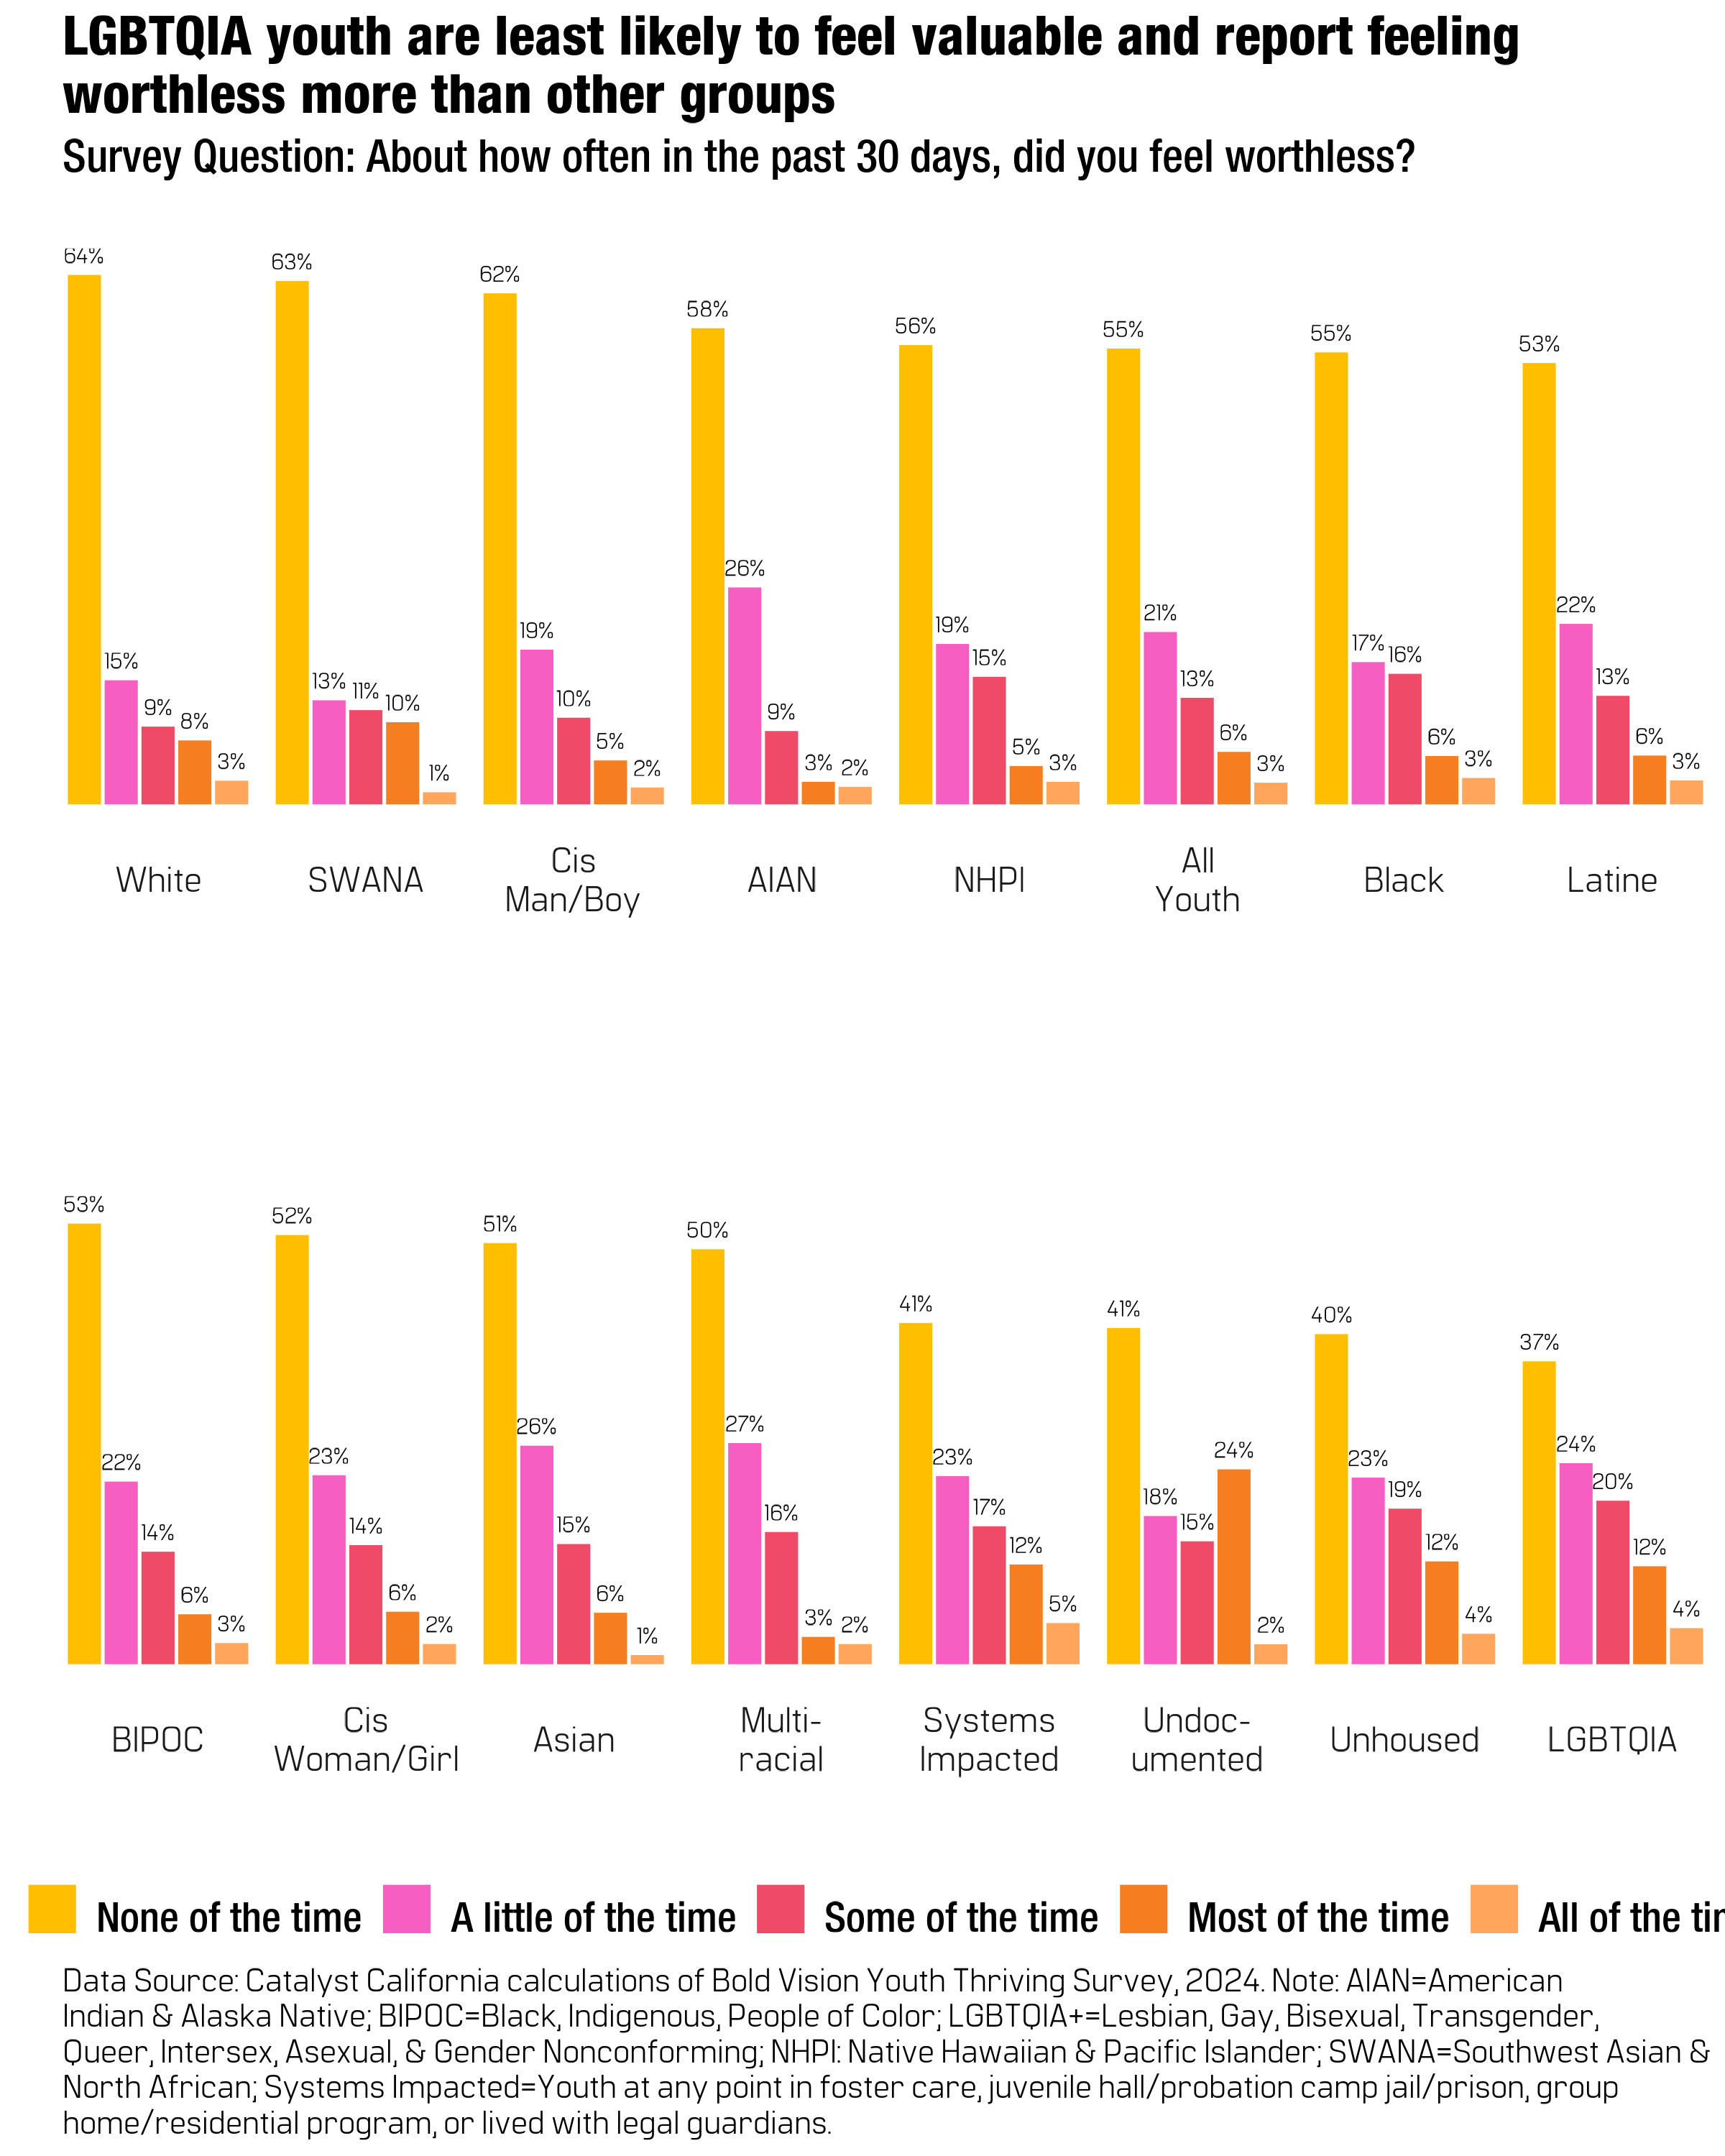 LGBTQIA youth are least likely to feel valuable and report feeling
worthless more than other groups
Survey Question: About how often in the past 30 days, did you feel worthless?
64% 15% 9% 8% 3%
63% 13% 11% 10% 1%
62% 19% 10% 5% 2%
58% 26% 9% 3% 2%
56% 19% 15% 5% 3%
55% 21% 13% 6% 3%
55% 17% 16% 6% 3%
53% 22% 13% 6% 3%
White
SWANA
Cis
Man/Boy
AIAN
NHPI
All
Youth
Black
Latine
53% 22% 14% 6% 3%
52% 23% 14% 6% 2%
51% 26% 15% 6% 1%
50% 27% 16% 3% 2%
41% 23% 17% 12% 5%
41% 18% 15% 24% 2%
40% 23% 19% 12% 4%
37% 24% 20% 12% 4%
BIPOC
Cis
Woman/Girl
Asian
Multi-
racial
Systems
Impacted
Undoc-
umented
Unhoused
LGBTQIA
None of the time A little of the time Some of the time Most of the time All of the
Data Source: Catalyst California calculations of Bold Vision Youth Thriving Survey, 2024. Note: AIAN=American
Indian & Alaska Native; BIPOC=Black, Indigenous, People of Color; LGBTQIA+=Lesbian, Gay, Bisexual, Transgender,
Queer, Intersex, Asexual, & Gender Nonconforming; NHPI: Native Hawaiian & Pacific Islander; SWANA=Southwest Asian &
North African; Systems Impacted=Youth at any point in foster care, juvenile hall/probation camp jail/prison, group
home/residential program, or lived with legal guardians.